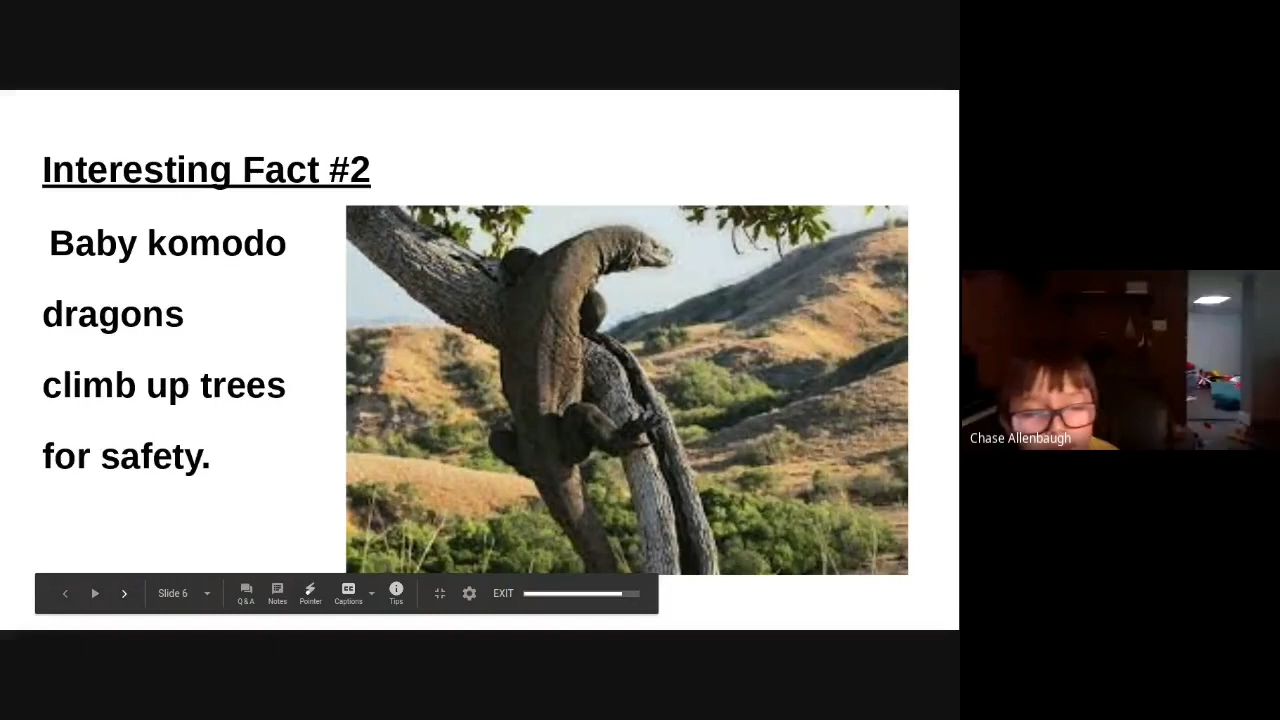 Interesting Fact #2
Baby komodo
dragons
climb up trees
for safety.
Slide 6
Q & A
Notes
Pointer
Captions
Tips
EXIT
Chase Allenbaugh